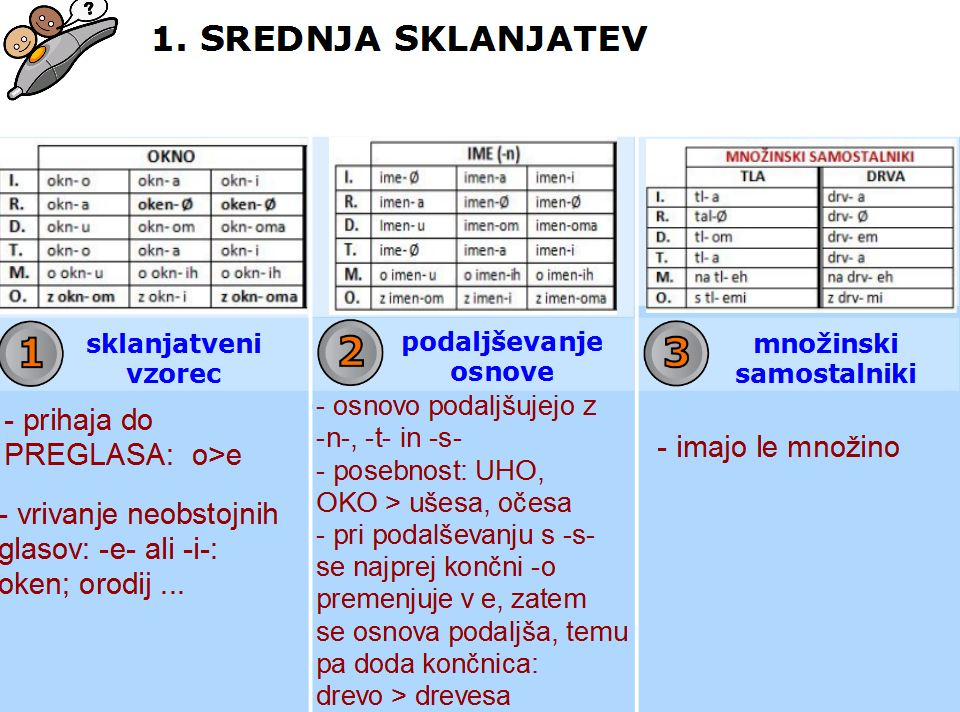 ?
1. SREDNJA SKLANJATEV
OKNO
I. okn- o okn- a okn- i
R. okn- a oken- Ø oken- Ø
D. okn- u okn- om okn- oma
T. okn- o okn- a okn- i
M. o okn- u o okn- ih o okn- ih
O. z okn- om z okn- i z okn- oma
IME (-n)
I. ime- Ø imen-a imen-i
R. imen- a imen-Ø imen-Ø
D. Imen- u imen-om imen-oma
T. ime- Ø imen-a imen-i
M. o imen- u o imen-ih o imen-ih
O. z imen-om z imen-i z imen-oma
MNOŽINSKI SAMOSTALNIKI
TLA DRVA
I. tl- a drv- a
R. tal-Ø drv- Ø
D. tl- om drv- em
T. tl- a drv- a
M. na tl- eh na drv- eh
O. s tl- emi z drv- mi
1
sklanjatveni
vzorec
- prihaja do
PREGLASA: o>e
- vrivanje neobstojnih
glasov: -e- ali -i-:
oken; orodij ...
2
podaljševanje
osnove
- osnovo podaljšujejo z
-n-, -t- in -s-
- posebnost: UHO,
OKO > ušesa, očesa
- pri podalševanju s -s-
se najprej končni -o
premenjuje v e, zatem
se osnova podaljša, temu
pa doda končnica:
drevo > drevesa
3
množinski
samostalniki
- imajo le množino